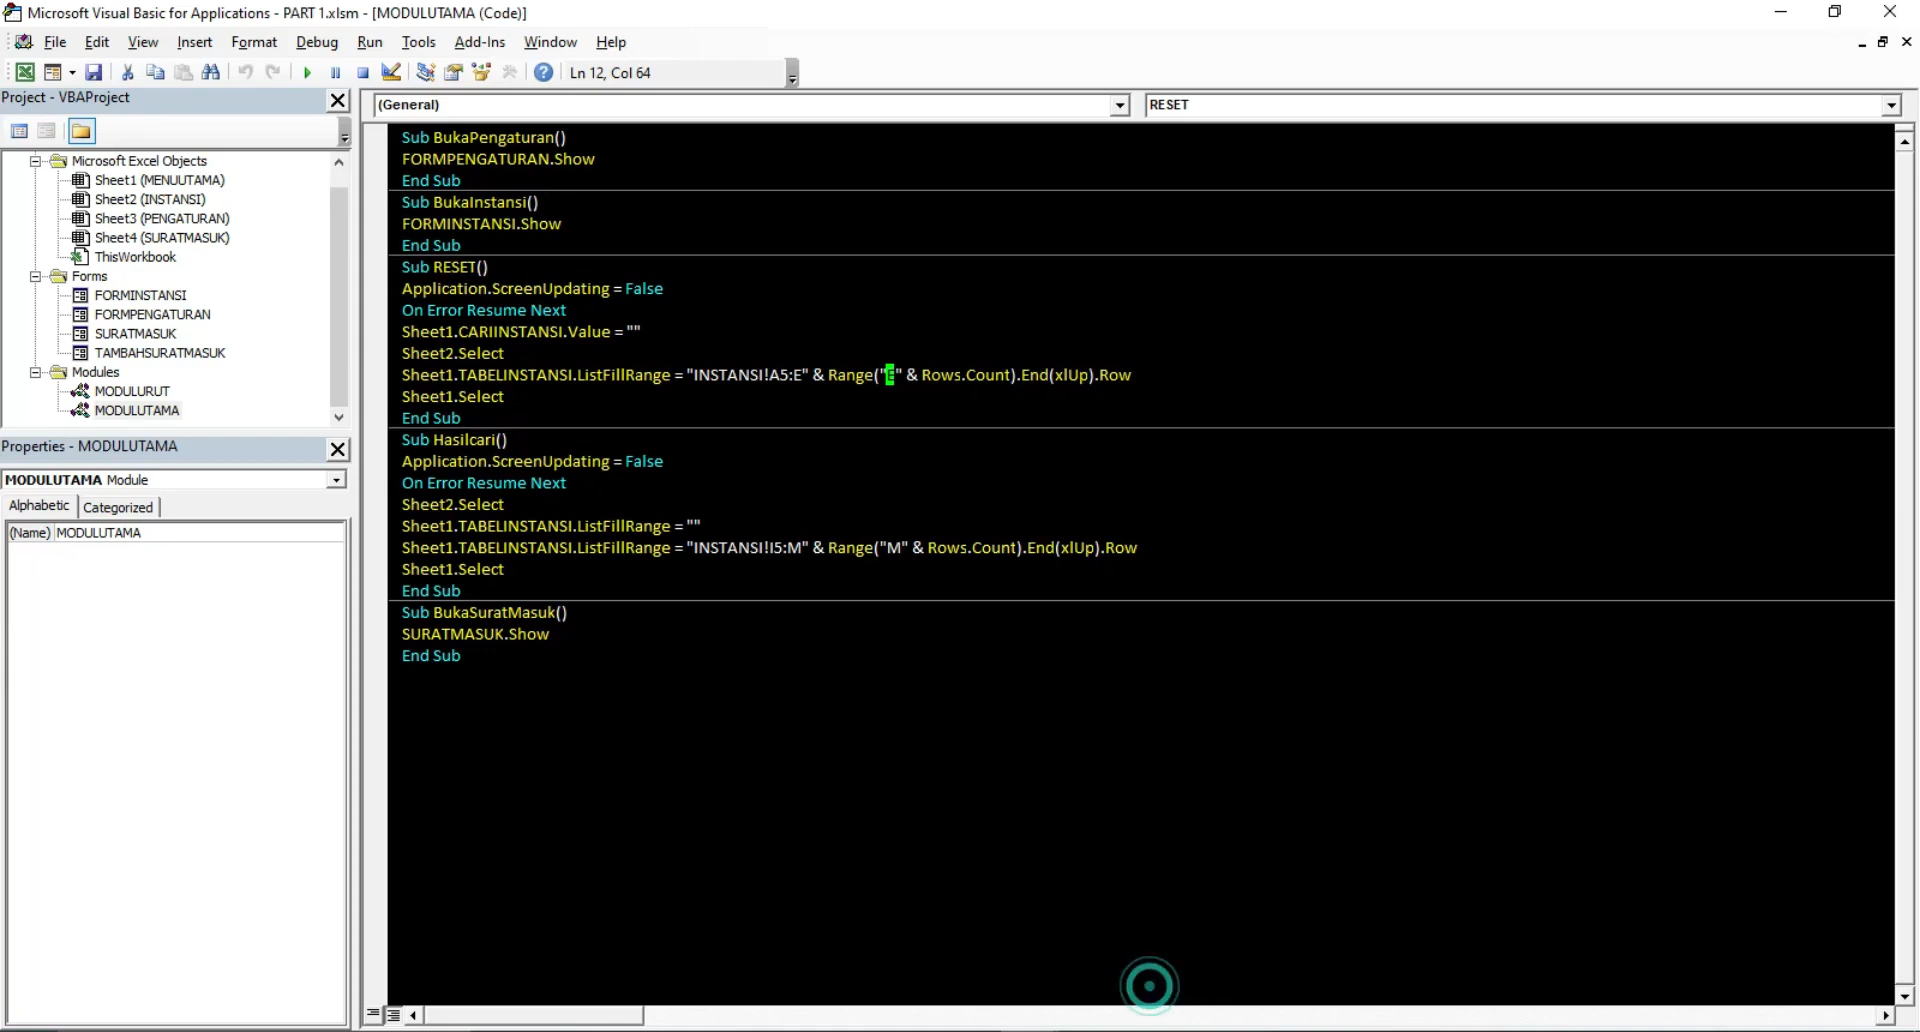 Microsoft Visual Basic for Applications - PART 1.xlsm - [MODULUTAMA (Code)]
File Edit View Insert Format Debug Run Tools Add-Ins Window Help
Ln 12, Col 64
Project - VBAProject
Microsoft Excel Objects
Sheet1 (MENUUTAMA)
Sheet2 (INSTANSI)
Sheet3 (PENGATURAN)
Sheet4 (SURATMASUK)
ThisWorkbook
Forms
FORMINSTANSI
FORMPENGATURAN
SURATMASUK
TAMBAHSURATMASUK
Modules
MODULURUT
MODULUTAMA
Properties - MODULUTAMA
MODULUTAMA Module
Alphabetic Categorized
(Name) MODULUTAMA
(General) RESET
Sub BukaPengaturan()
FORMPENGATURAN.Show
End Sub
Sub BukaInstansi()
FORMINSTANSI.Show
End Sub
Sub RESET()
Application.ScreenUpdating = False
On Error Resume Next
Sheet1.CARIINSTANSI.Value = ""
Sheet2.Select
Sheet1.TABELINSTANSI.ListFillRange = "INSTANSI!A5:E" & Range("E" & Rows.Count).End(xlUp).Row
Sheet1.Select
End Sub
Sub Hasilcari()
Application.ScreenUpdating = False
On Error Resume Next
Sheet2.Select
Sheet1.TABELINSTANSI.ListFillRange = ""
Sheet1.TABELINSTANSI.ListFillRange = "INSTANSI!I5:M" & Range("M" & Rows.Count).End(xlUp).Row
Sheet1.Select
End Sub
Sub BukaSuratMasuk()
SURATMASUK.Show
End Sub